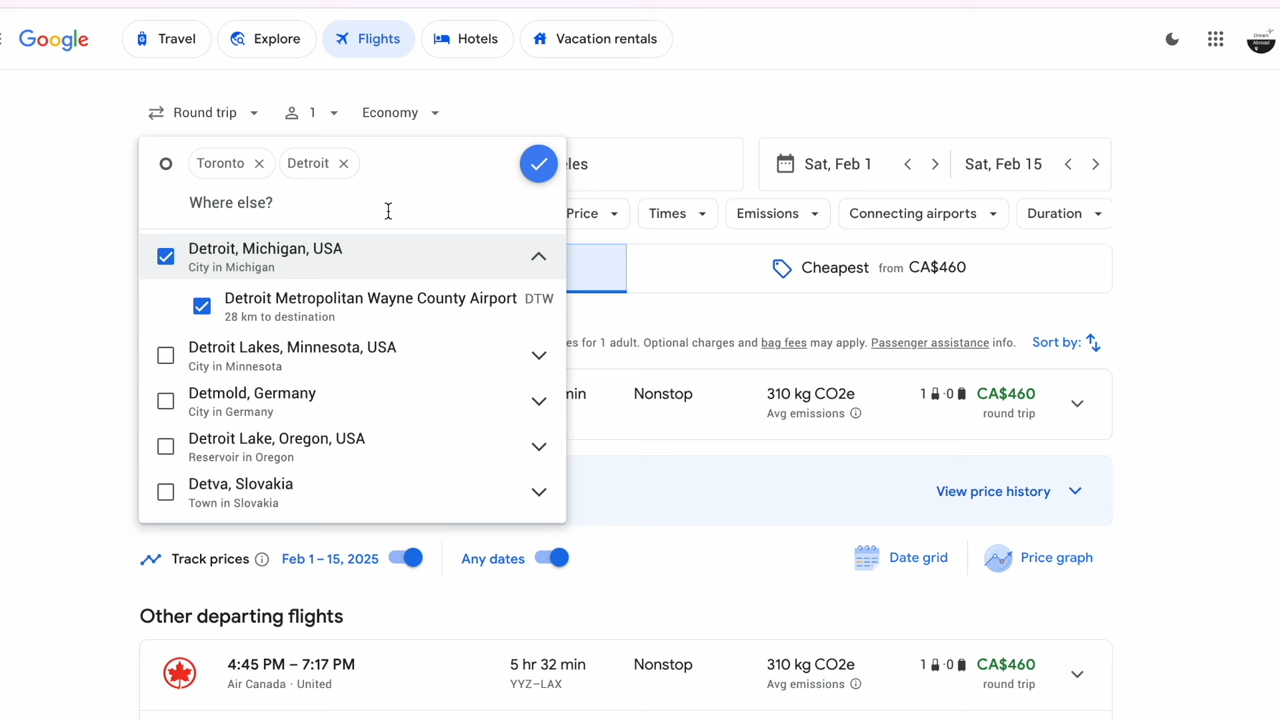 Google
Travel
Explore
Flights
Hotels
Vacation rentals
Dream
Abroad
Round trip
1
Economy
Toronto
Detroit
eles
Sat, Feb 1
Sat, Feb 15
Where else?
Price
Times
Emissions
Connecting airports
Duration
Detroit, Michigan, USA
City in Michigan
Cheapest from CA$460
Detroit Metropolitan Wayne County Airport DTW
28 km to destination
es for 1 adult. Optional charges and bag fees may apply. Passenger assistance info.
Sort by:
Detroit Lakes, Minnesota, USA
City in Minnesota
Detmold, Germany
City in Germany
min
Nonstop
310 kg CO2e
Avg emissions
1 ·0
CA$460
round trip
Detroit Lake, Oregon, USA
Reservoir in Oregon
Detva, Slovakia
Town in Slovakia
View price history
Track prices
Feb 1 – 15, 2025
Any dates
Date grid
Price graph
Other departing flights
4:45 PM – 7:17 PM
Air Canada · United
5 hr 32 min
YYZ–LAX
Nonstop
310 kg CO2e
Avg emissions
1 ·0
CA$460
round trip